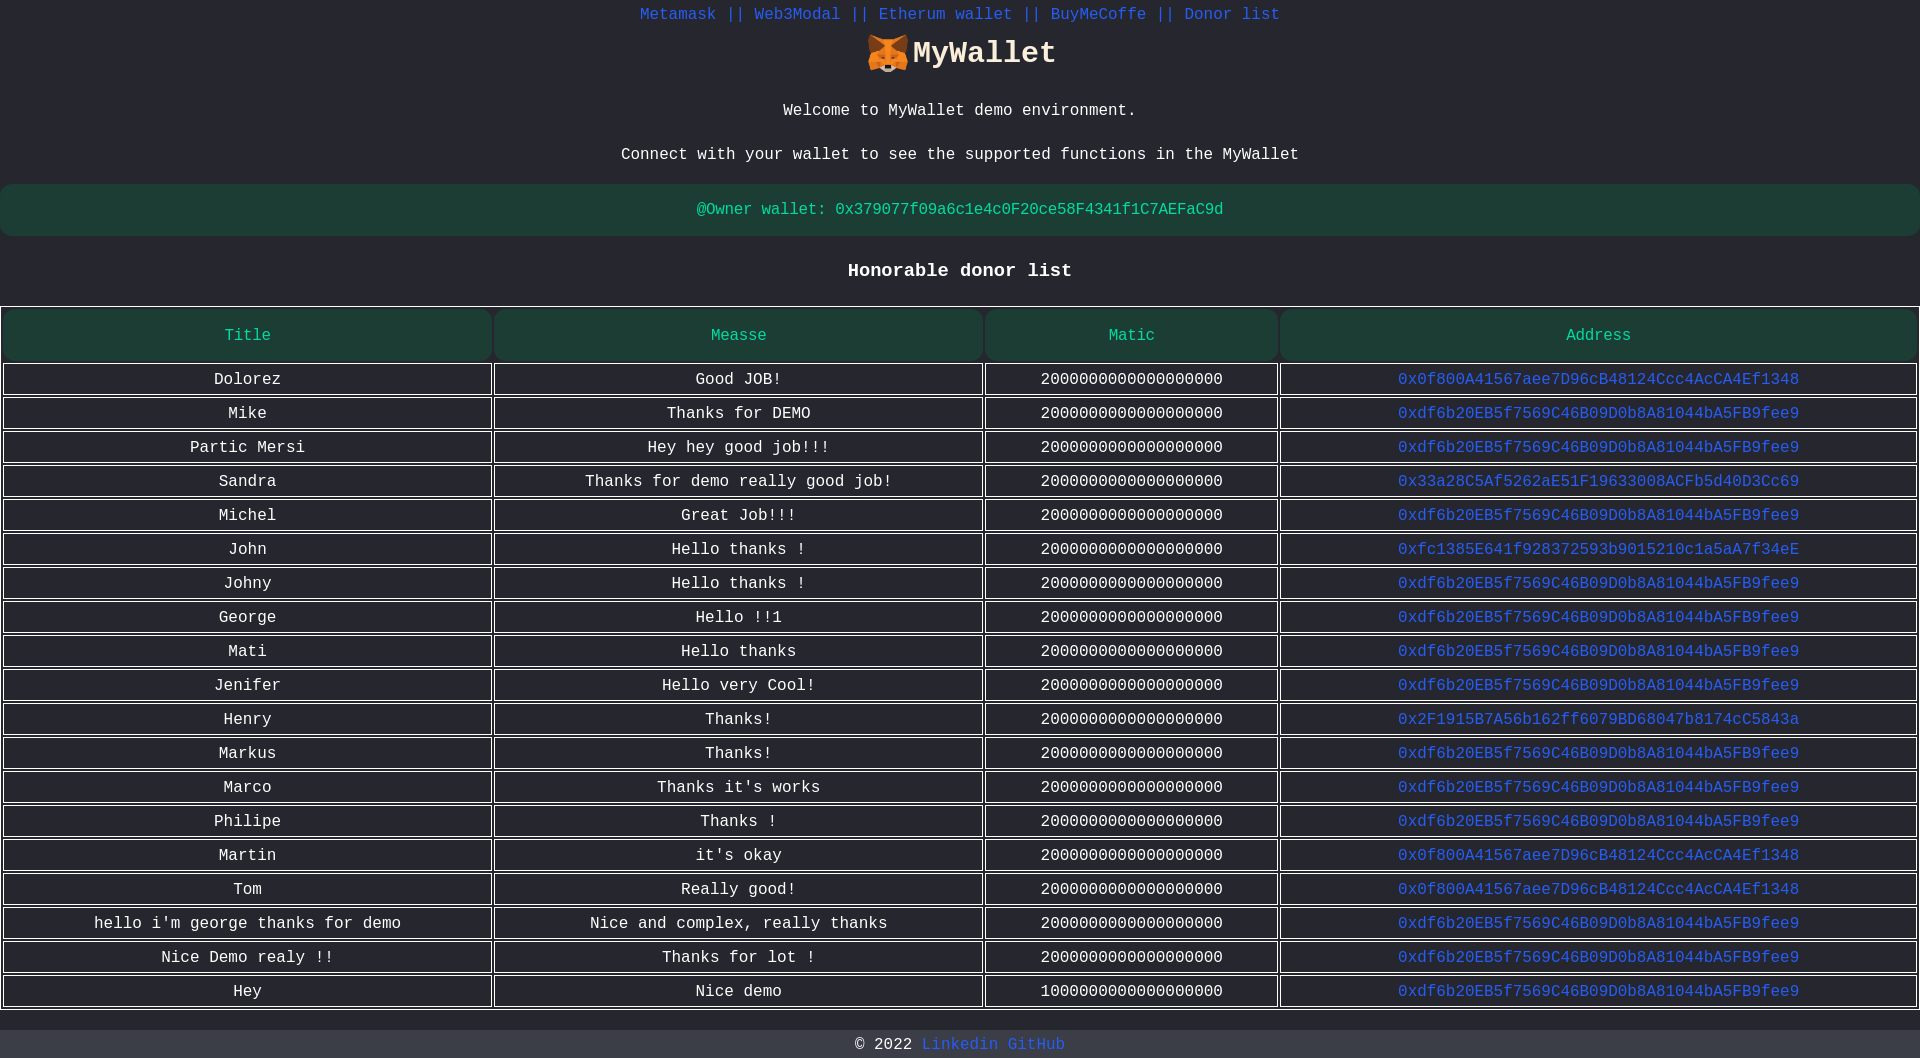 Metamask || Web3Modal || Etherum wallet || BuyMeCoffe || Donor list
MyWallet
Welcome to MyWallet demo environment.
Connect with your wallet to see the supported functions in the MyWallet
@Owner wallet: 0x379077f09a6c1e4c0F20ce58F4341f1C7AEFaC9d
Honorable donor list
Title Measse Matic Address
Dolorez Good JOB! 2000000000000000000 0x0f800A41567aee7D96cB48124Ccc4AcCA4Ef1348
Mike Thanks for DEMO 2000000000000000000 0xdf6b20EB5f7569C46B09D0b8A81044bA5FB9fee9
Partic Mersi Hey hey good job!!! 2000000000000000000 0xdf6b20EB5f7569C46B09D0b8A81044bA5FB9fee9
Sandra Thanks for demo really good job! 2000000000000000000 0x33a28C5Af5262aE51F19633008ACFb5d40D3Cc69
Michel Great Job!!! 2000000000000000000 0xdf6b20EB5f7569C46B09D0b8A81044bA5FB9fee9
John Hello thanks ! 2000000000000000000 0xfc1385E641f928372593b9015210c1a5aA7f34eE
Johny Hello thanks ! 2000000000000000000 0xdf6b20EB5f7569C46B09D0b8A81044bA5FB9fee9
George Hello !!1 2000000000000000000 0xdf6b20EB5f7569C46B09D0b8A81044bA5FB9fee9
Mati Hello thanks 2000000000000000000 0xdf6b20EB5f7569C46B09D0b8A81044bA5FB9fee9
Jenifer Hello very Cool! 2000000000000000000 0xdf6b20EB5f7569C46B09D0b8A81044bA5FB9fee9
Henry Thanks! 2000000000000000000 0x2F1915B7A56b162ff6079BD68047b8174cC5843a
Markus Thanks! 2000000000000000000 0xdf6b20EB5f7569C46B09D0b8A81044bA5FB9fee9
Marco Thanks it's works 2000000000000000000 0xdf6b20EB5f7569C46B09D0b8A81044bA5FB9fee9
Philipe Thanks ! 2000000000000000000 0xdf6b20EB5f7569C46B09D0b8A81044bA5FB9fee9
Martin it's okay 2000000000000000000 0x0f800A41567aee7D96cB48124Ccc4AcCA4Ef1348
Tom Really good! 2000000000000000000 0x0f800A41567aee7D96cB48124Ccc4AcCA4Ef1348
hello i'm george thanks for demo Nice and complex, really thanks 2000000000000000000 0xdf6b20EB5f7569C46B09D0b8A81044bA5FB9fee9
Nice Demo realy !! Thanks for lot ! 2000000000000000000 0xdf6b20EB5f7569C46B09D0b8A81044bA5FB9fee9
Hey Nice demo 1000000000000000000 0xdf6b20EB5f7569C46B09D0b8A81044bA5FB9fee9
© 2022 Linkedin GitHub